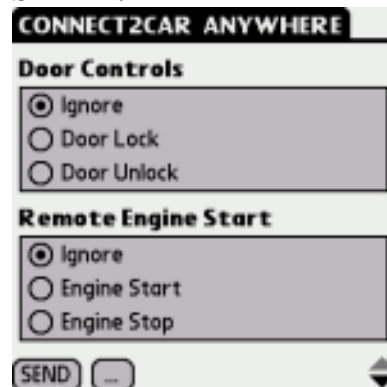 CONNECT2CAR ANYWHERE
Door Controls
Ignore
Door Lock
Door Unlock
Remote Engine Start
Ignore
Engine Start
Engine Stop
SEND ...